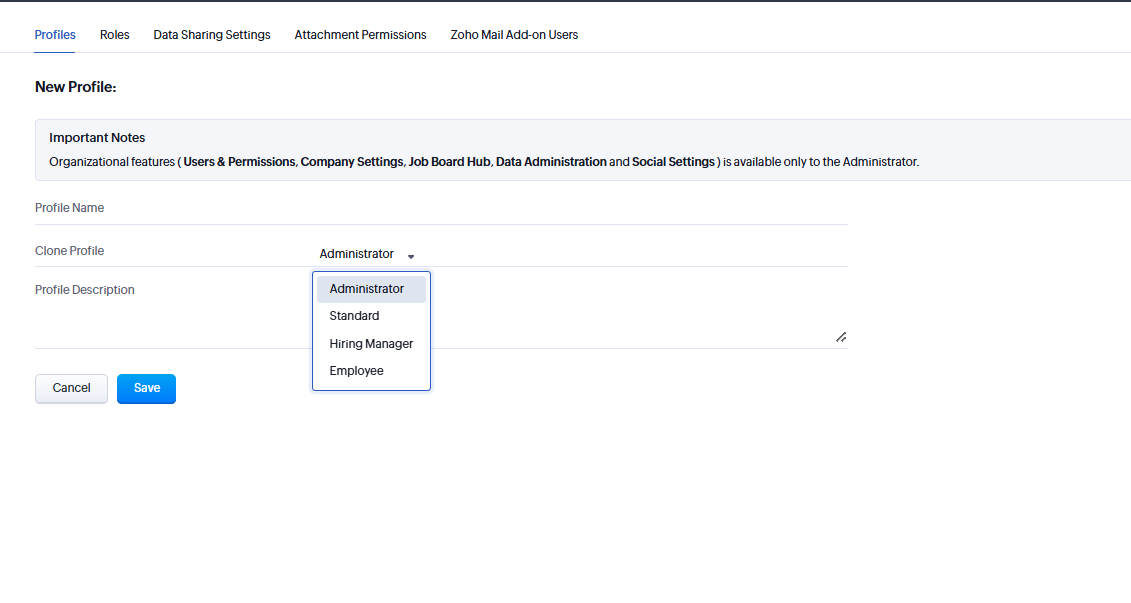 Profiles Roles Data Sharing Settings Attachment Permissions Zoho Mail Add-on Users
New Profile:
Important Notes
Organizational features ( Users & Permissions, Company Settings, Job Board Hub, Data Administration and Social Settings ) is available only to the Administrator.
Profile Name
Clone Profile Administrator
Profile Description
Administrator
Standard
Hiring Manager
Employee
Cancel Save